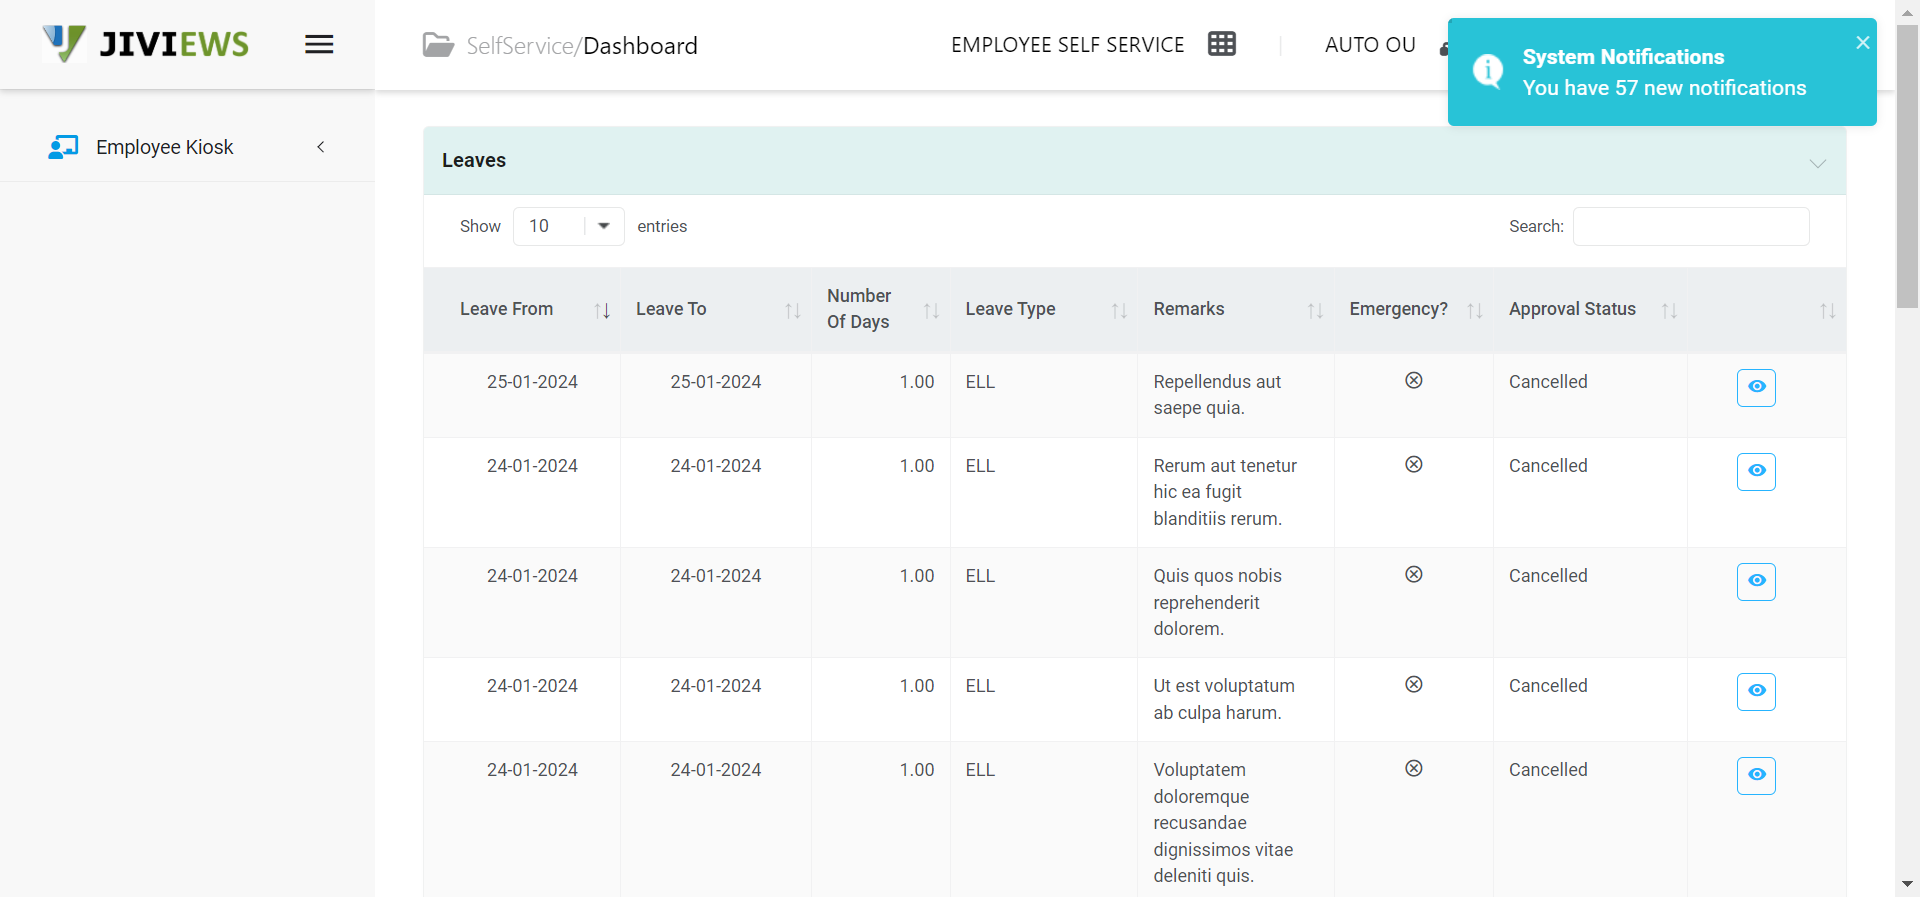 JIVIEWS
SelfService/Dashboard
EMPLOYEE SELF SERVICE
AUTO OU
System Notifications
You have 57 new notifications
Employee Kiosk
Leaves
Show 10 entries
Search:
Leave From
Leave To
Number
Of Days
Leave Type
Remarks
Emergency?
Approval Status
25-01-2024 25-01-2024 1.00 ELL Repellendus aut Cancelled
saepe quia.
24-01-2024 24-01-2024 1.00 ELL Rerum aut tenetur Cancelled
hic ea fugit
blanditiis rerum.
24-01-2024 24-01-2024 1.00 ELL Quis quos nobis Cancelled
reprehenderit
dolorem.
24-01-2024 24-01-2024 1.00 ELL Ut est voluptatum Cancelled
ab culpa harum.
24-01-2024 24-01-2024 1.00 ELL Voluptatem Cancelled
doloremque
recusandae
dignissimos vitae
deleniti quis.